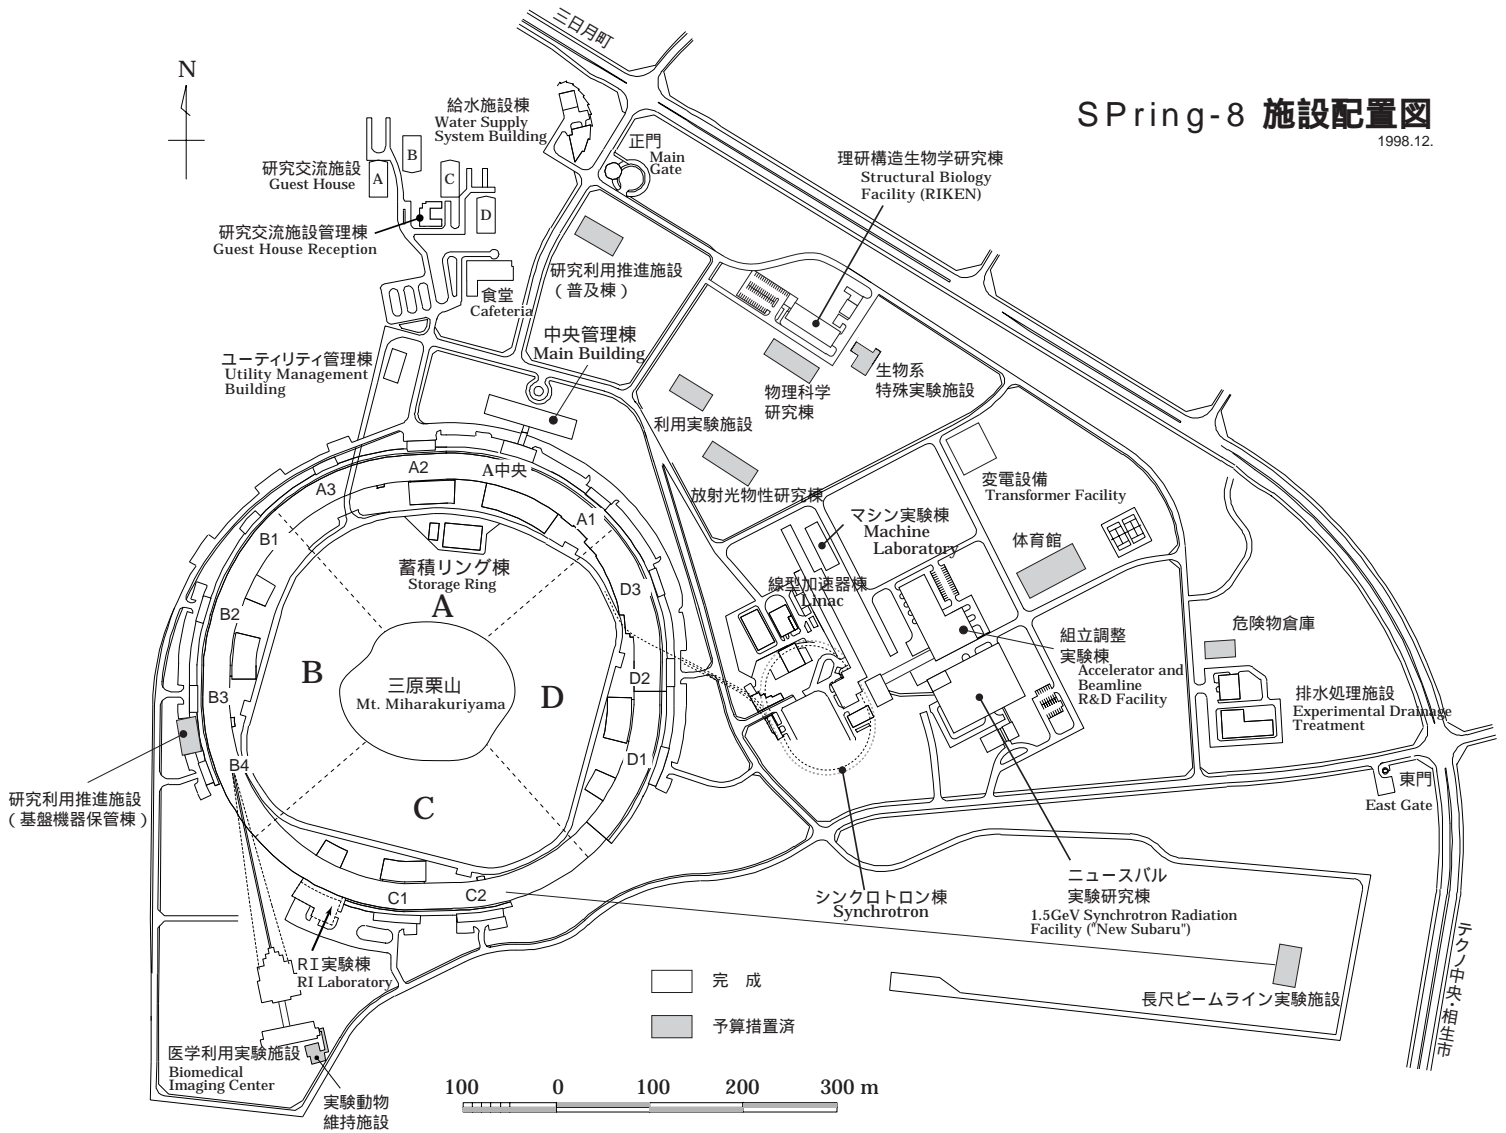 三日月町
N
SPring-8 施設配置図
1998.12.
給水施設棟
Water Supply
System Building
正門
Main
Gate
理研構造生物学研究棟
Structural Biology
Facility (RIKEN)
研究交流施設
Guest House
A
B
C
D
研究交流施設管理棟
Guest House Reception
研究利用推進施設
(普及棟)
食堂
Cafeteria
中央管理棟
Main Building
ユーティリティ管理棟
Utility Management
Building
物理科学
研究棟
生物系
特殊実験施設
利用実験施設
放射光物性研究棟
変電設備
Transformer Facility
マシン実験棟
Machine
Laboratory
体育館
線型加速器棟
Linac
A2
A中央
A3
A1
B1
D3
B2
D2
B3
D1
B4
C1
C2
蓄積リング棟
Storage Ring
A
B
三原栗山
Mt. Miharakuriyama
D
C
危険物倉庫
組立調整
実験棟
Accelerator and
Beamline
R&D Facility
排水処理施設
Experimental Drainage
Treatment
東門
East Gate
研究利用推進施設
(基盤機器保管棟)
シンクロトロン棟
Synchrotron
ニュースバル
実験研究棟
1.5GeV Synchrotron Radiation
Facility ("New Subaru")
RI実験棟
RI Laboratory
完 成
予算措置済
長尺ビームライン実験施設
テクノ中央・相生市
医学利用実験施設
Biomedical
Imaging Center
実験動物
維持施設
100 0 100 200 300 m